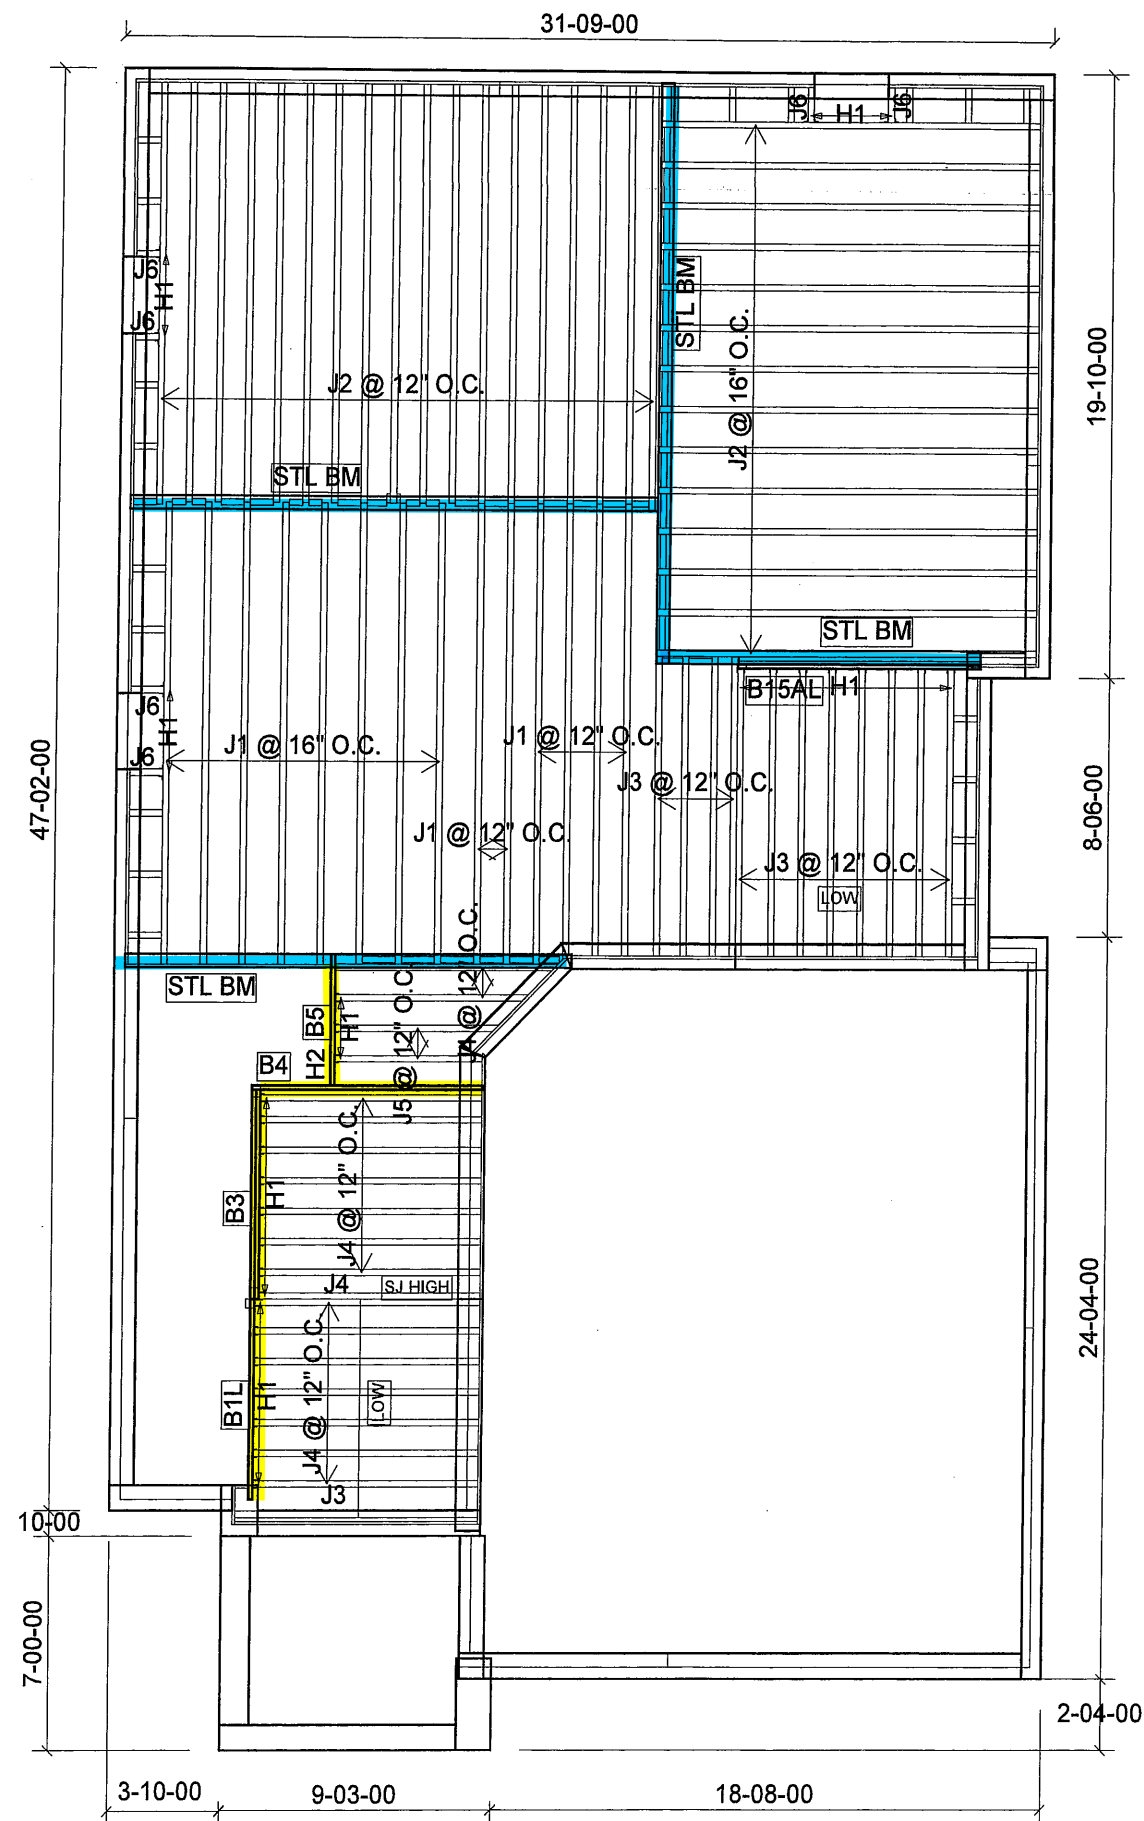 31-09-00
J6
H1
J6
J6
H1
J6
STL BM
J2 @ 16" O.C.
19-10-00
J2 @ 12" O.C.
STL BM
STL BM
B15AL
H1
J6
H1
J6
J1 @ 16" O.C.
J1 @ 12" O.C.
J3 @ 12" O.C.
47-02-00
8-06-00
J1 @ 12" O.C.
J3 @ 12" O.C.
LOW
STL BM
B5
H1
H2
J5 @ 12" O.C.
J4 @ 12" O.C.
B4
B3
H1
J4 @ 12" O.C.
J4
SJ HIGH
24-04-00
B1L
H1
J4 @ 12" O.C.
LOW
J3
10-00
7-00-00
2-04-00
3-10-00
9-03-00
18-08-00